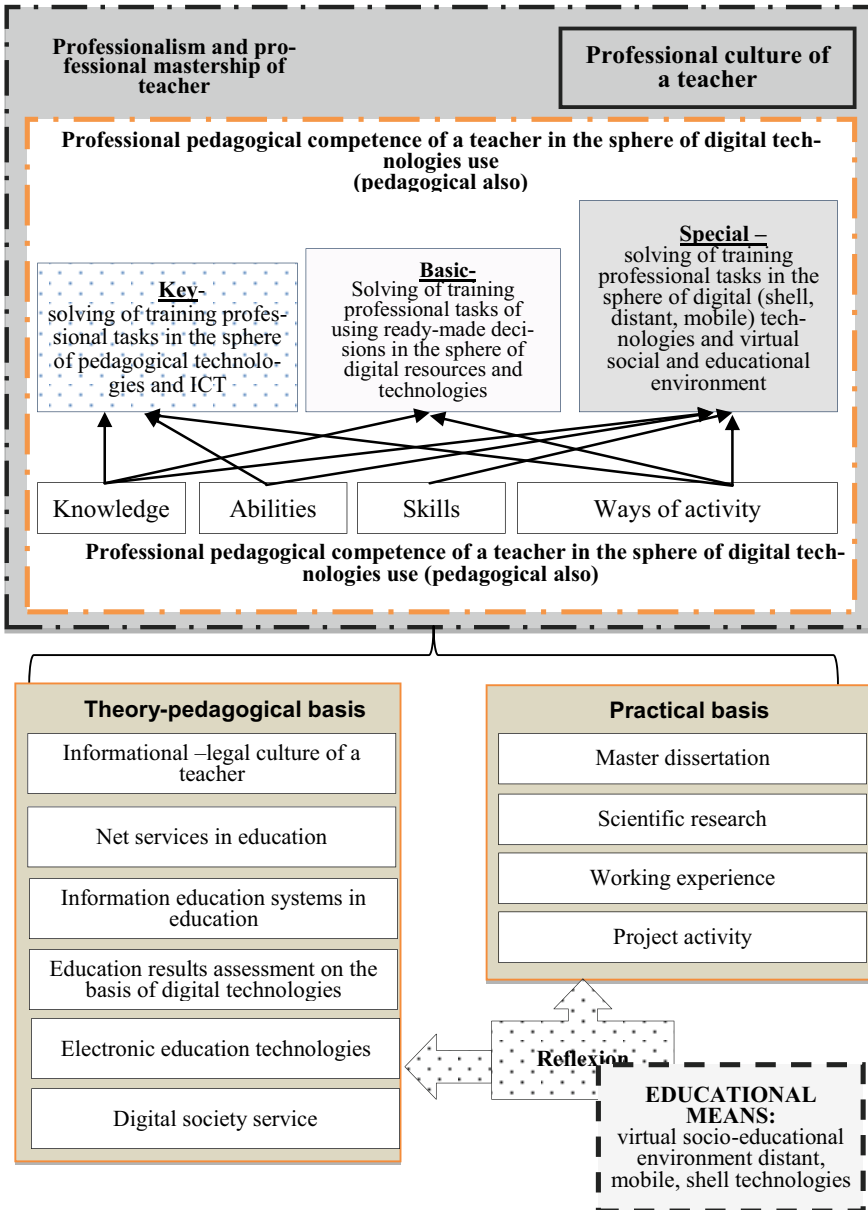 Professionalism and pro-
fessional mastership of
teacher
Professional culture of
a teacher
Professional pedagogical competence of a teacher in the sphere of digital tech-
nologies use
(pedagogical also)
Key-
solving of training profes-
sional tasks in the sphere
of pedagogical technolo-
gies and ICT
Basic-
Solving of training
professional tasks of
using ready-made deci-
sions in the sphere of
digital resources and
technologies
Special –
solving of training
professional tasks in the
sphere of digital (shell,
distant, mobile) tech-
nologies and virtual
social and educational
environment
Knowledge
Abilities
Skills
Ways of activity
Professional pedagogical competence of a teacher in the sphere of digital tech-
nologies use (pedagogical also)
Theory-pedagogical basis
Informational –legal culture of a
teacher
Net services in education
Information education systems in
education
Education results assessment on the
basis of digital technologies
Electronic education technologies
Digital society service
Practical basis
Master dissertation
Scientific research
Working experience
Project activity
Reflexion
EDUCATIONAL
MEANS:
virtual socio-educational
environment distant,
mobile, shell technologies